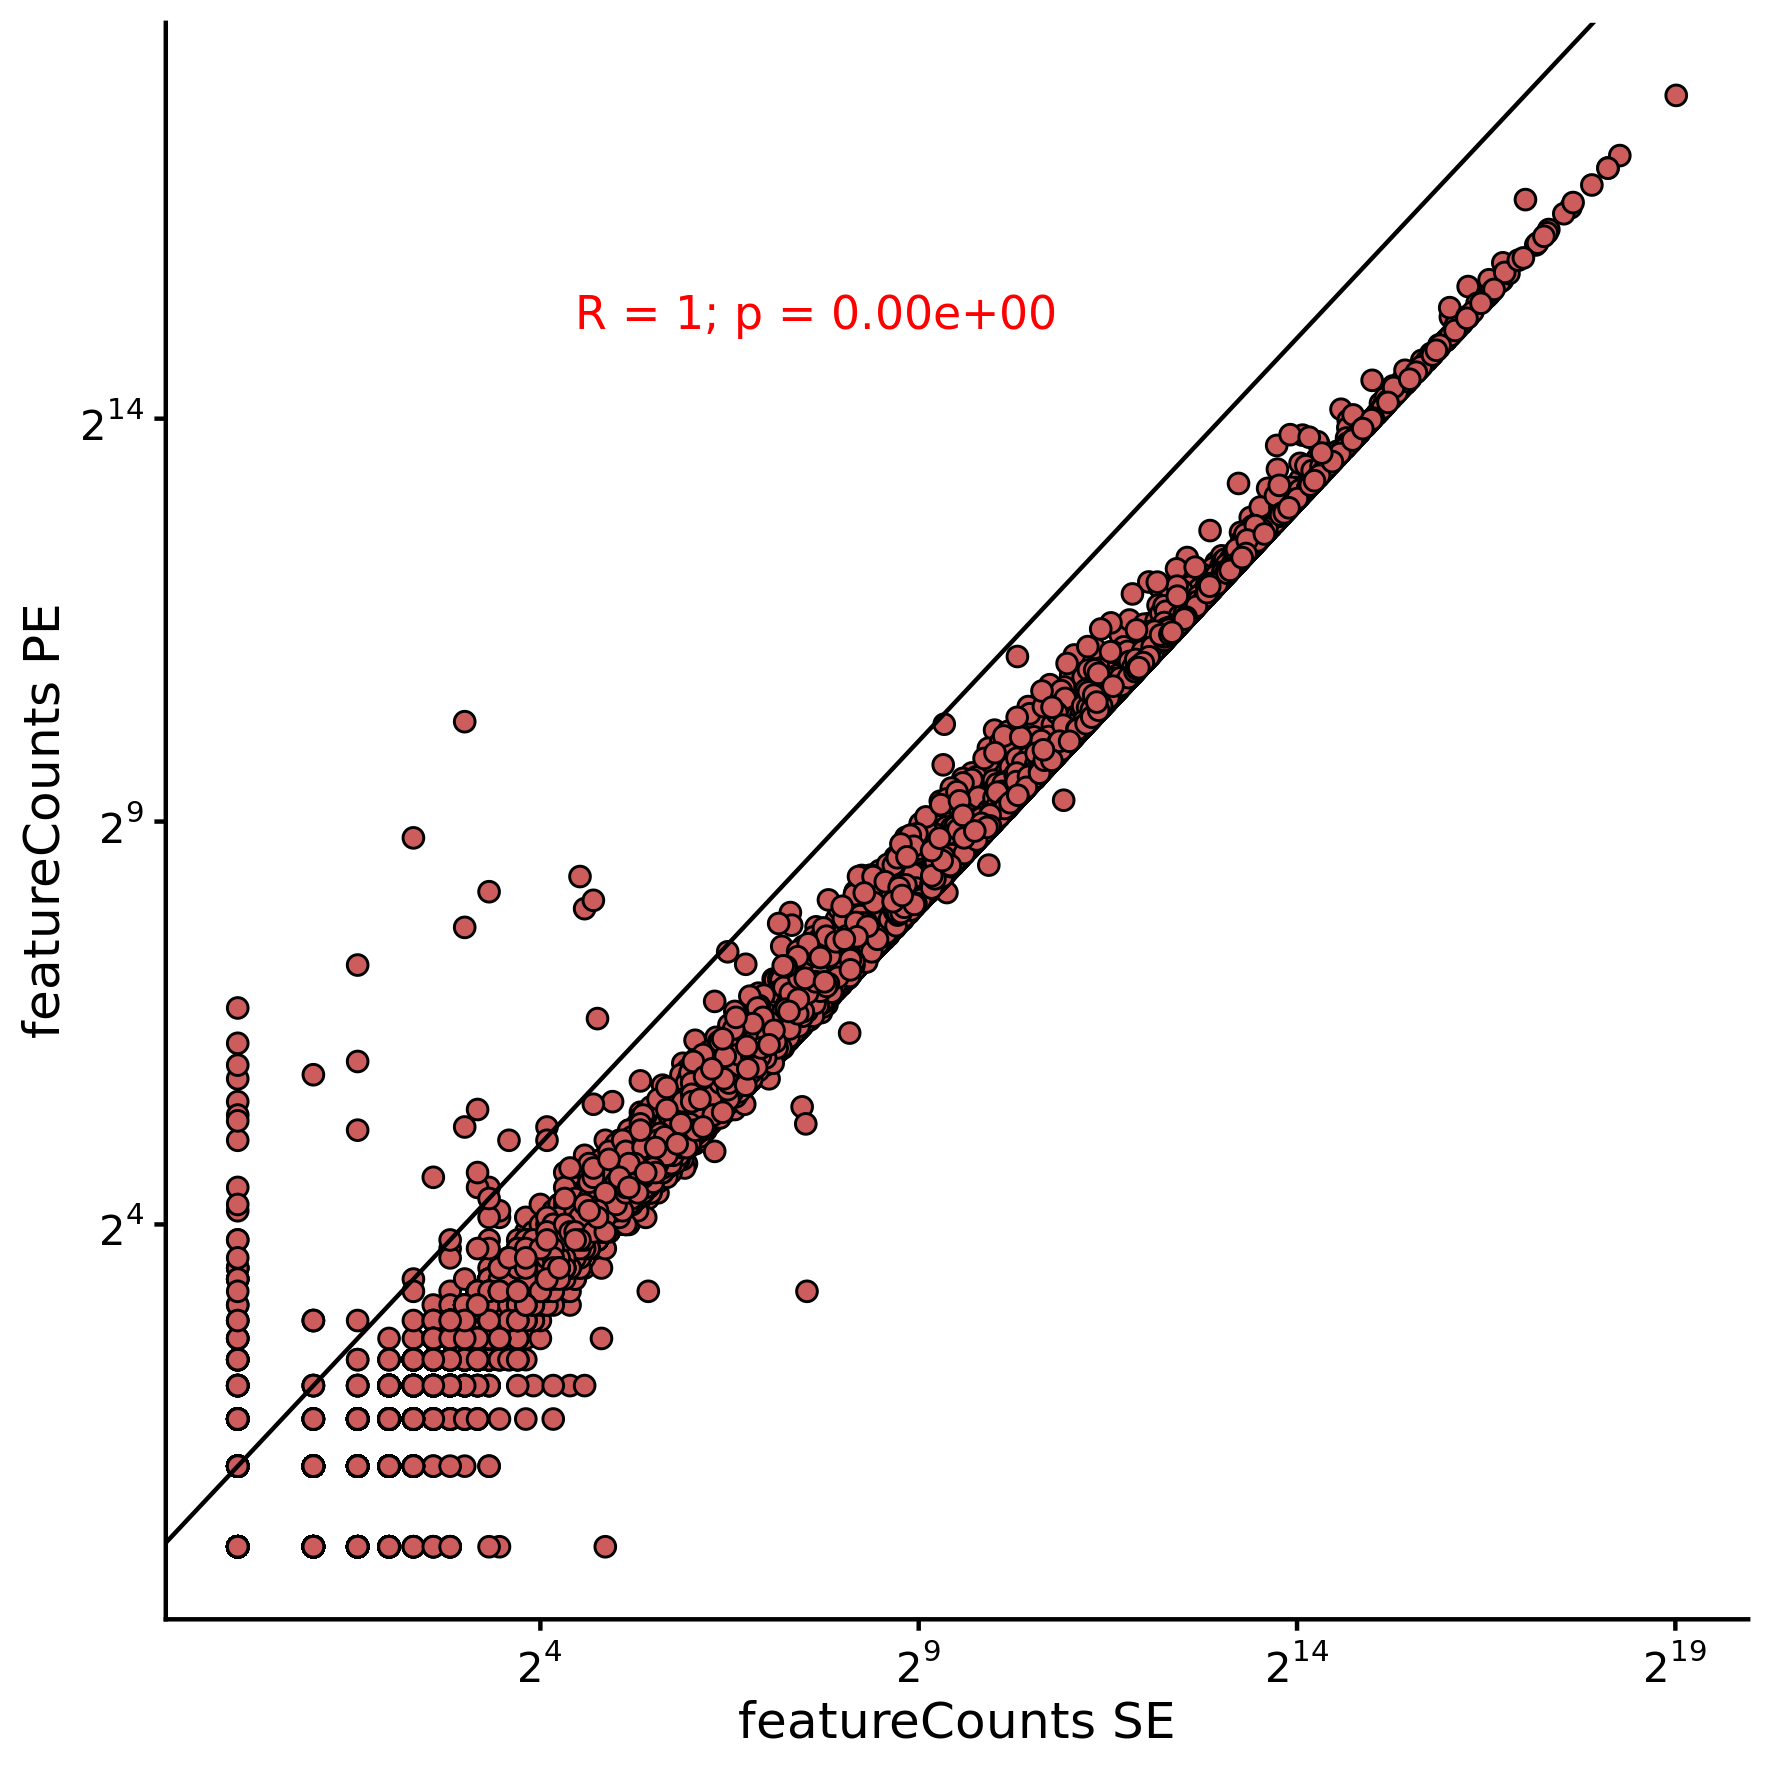 R = 1; p = 0.00e+00
featureCounts PE
2^14
2^9
2^4
2^4 2^9 2^14 2^19
featureCounts SE